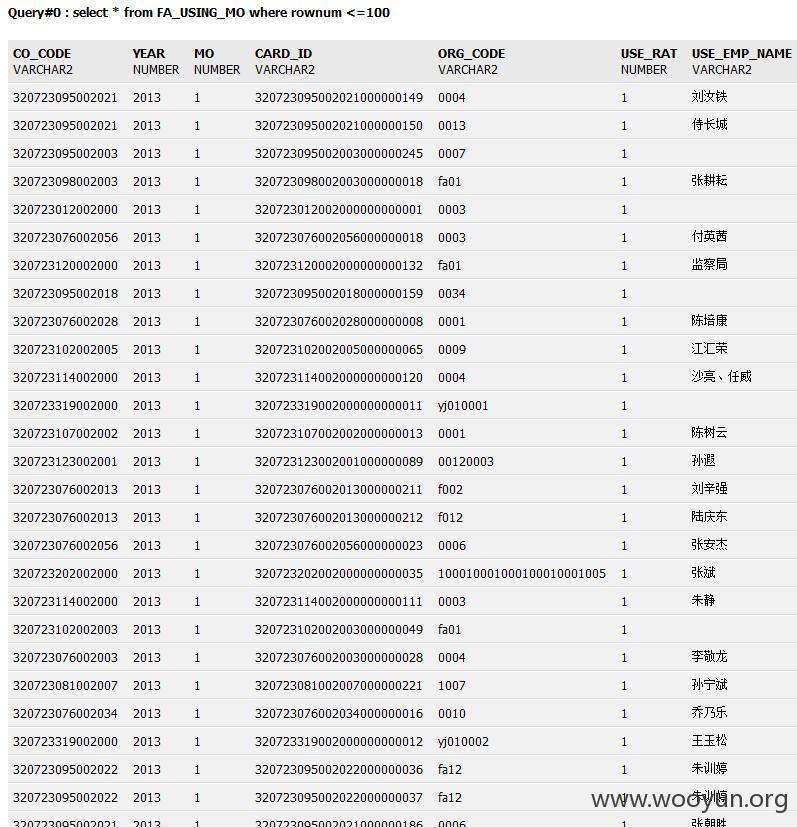 Query#0 : select * from FA_USING_MO where rownum <=100
CO_CODE YEAR MO CARD_ID ORG_CODE USE_RAT USE_EMP_NAME
VARCHAR2 NUMBER NUMBER VARCHAR2 VARCHAR2 NUMBER VARCHAR2
320723095002021 2013 1 320723095002021000000149 0004 1 刘汝铁
320723095002021 2013 1 320723095002021000000150 0013 1 侍长城
320723095002003 2013 1 320723095002003000000245 0007 1
320723098002003 2013 1 320723098002003000000018 fa01 1 张耕耘
320723012002000 2013 1 320723012002000000000001 0003 1
320723076002056 2013 1 320723076002056000000018 0003 1 付英茜
320723120002000 2013 1 320723120002000000000132 fa01 1 监察局
320723095002018 2013 1 320723095002018000000159 0034 1
320723076002028 2013 1 320723076002028000000008 0001 1 陈培康
320723102002005 2013 1 320723102002005000000065 0009 1 江汇荣
320723114002000 2013 1 320723114002000000000120 0004 1 沙亮、任威
320723319002000 2013 1 320723319002000000000011 yj010001 1
320723107002002 2013 1 320723107002002000000013 0001 1 陈树云
320723123002001 2013 1 320723123002001000000089 00120003 1 孙遐
320723076002013 2013 1 320723076002013000000211 f002 1 刘辛强
320723076002013 2013 1 320723076002013000000212 f012 1 陆庆东
320723076002056 2013 1 320723076002056000000023 0006 1 张安杰
320723202002000 2013 1 320723202002000000000035 100010001000100010001005 1 张斌
320723114002000 2013 1 320723114002000000000111 0003 1 朱静
320723102002003 2013 1 320723102002003000000049 fa01 1
320723076002003 2013 1 320723076002003000000028 0004 1 李敬龙
320723081002007 2013 1 320723081002007000000221 1007 1 孙宁斌
320723076002034 2013 1 320723076002034000000016 0010 1 乔乃乐
320723319002000 2013 1 320723319002000000000012 yj010002 1 王玉松
320723095002022 2013 1 320723095002022000000036 fa12 1 朱训婷
320723095002022 2013 1 320723095002022000000037 fa12 1 朱训婷
www.wooyun.org
320723095002021 2013 1 320723095002021000000186 0006 1 张朝胜